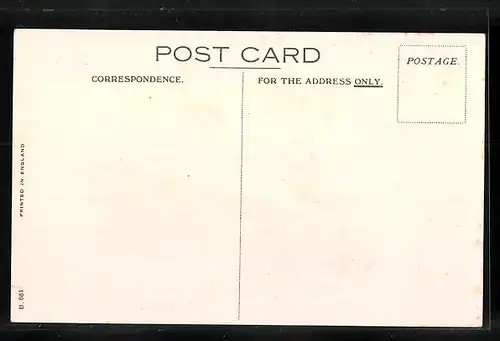 POST CARD
CORRESPONDENCE.
FOR THE ADDRESS ONLY.
POSTAGE.
PRINTED IN ENGLAND
B. 681